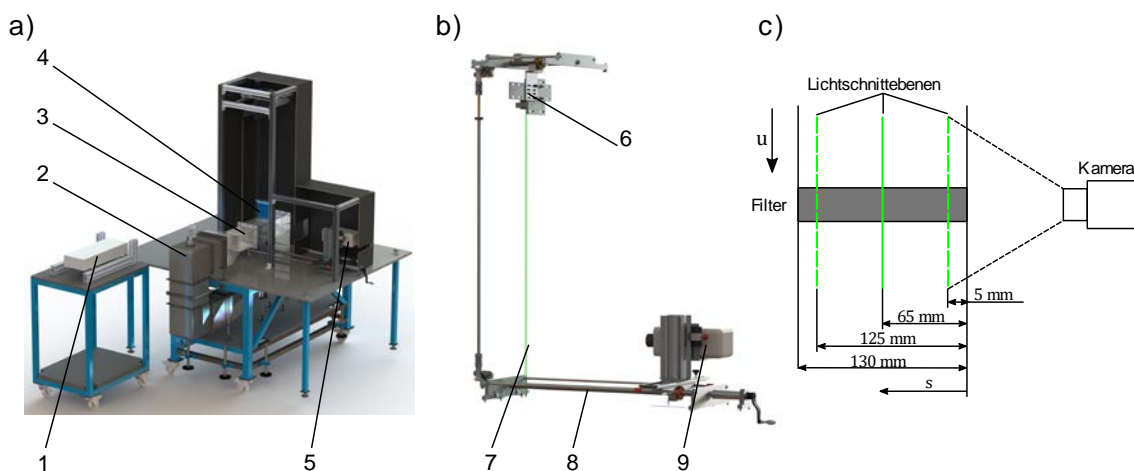 a)
4
3
2
1
5
b)
6
7
8
9
c)
Lichtschnittebenen
u
Kamera
Filter
5 mm
65 mm
125 mm
130 mm
s